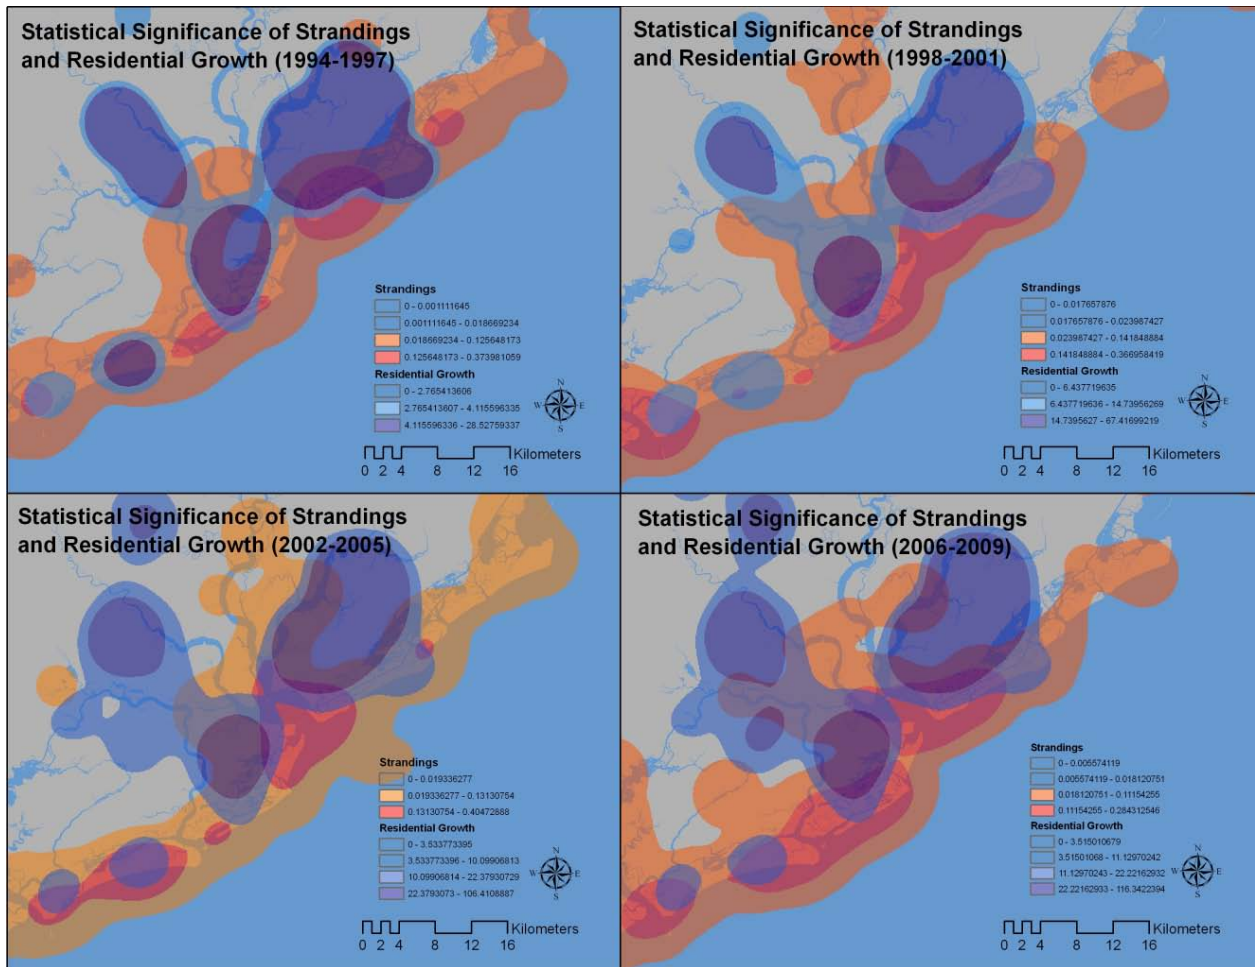 Statistical Significance of Strandings
and Residential Growth (1994-1997)
Strandings
0 - 0.001111645
0.001111645 - 0.018669234
0.018669234 - 0.125648173
0.125648173 - 0.373981059
Residential Growth
0 - 2.765413606
2.765413607 - 4.115596335
4.115596336 - 28.52759337
N
W E
S
Kilometers
0 2 4 8 12 16
Statistical Significance of Strandings
and Residential Growth (1998-2001)
Strandings
0 - 0.017657876
0.017657876 - 0.023987427
0.023987427 - 0.141848884
0.141848884 - 0.366958419
Residential Growth
0 - 6.437719635
6.437719636 - 14.73956269
14.7395627 - 67.41699219
N
W E
S
Kilometers
0 2 4 8 12 16
Statistical Significance of Strandings
and Residential Growth (2002-2005)
Strandings
0 - 0.019336277
0.019336277 - 0.13130754
0.13130754 - 0.40472888
Residential Growth
0 - 3.533773395
3.533773396 - 10.09906813
10.09906814 - 22.37930729
22.3793073 - 106.4108887
N
W E
S
Kilometers
0 2 4 8 12 16
Statistical Significance of Strandings
and Residential Growth (2006-2009)
Strandings
0 - 0.005574119
0.005574119 - 0.018120751
0.018120751 - 0.11154255
0.11154255 - 0.284312546
Residential Growth
0 - 3.515010679
3.51501068 - 11.12970242
11.12970243 - 22.22162932
22.22162933 - 116.3422394
N
W E
S
Kilometers
0 2 4 8 12 16